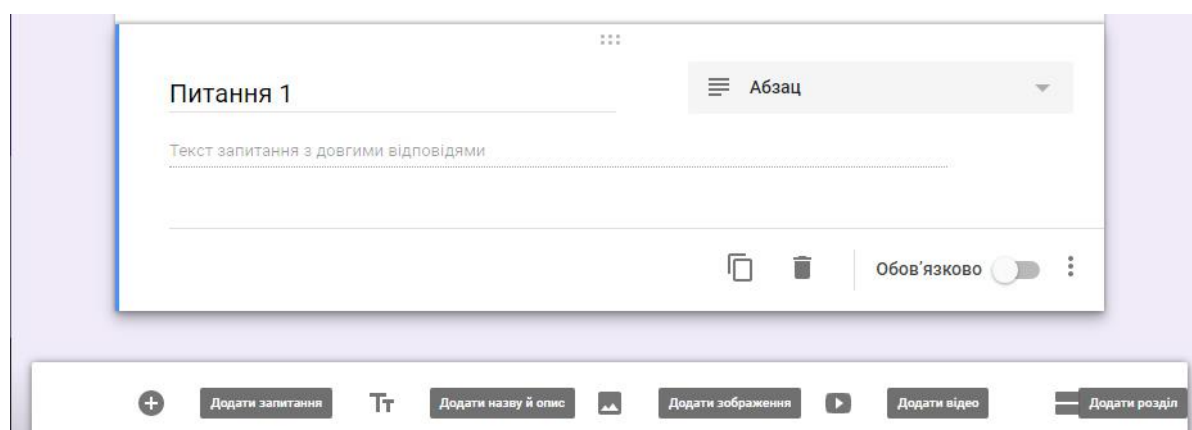 Питання 1
Абзац
Текст запитання з довгими відповідями
Обов'язково
Додати запитання
Тт
Додати назву й опис
Додати зображення
Додати відео
Додати розділ